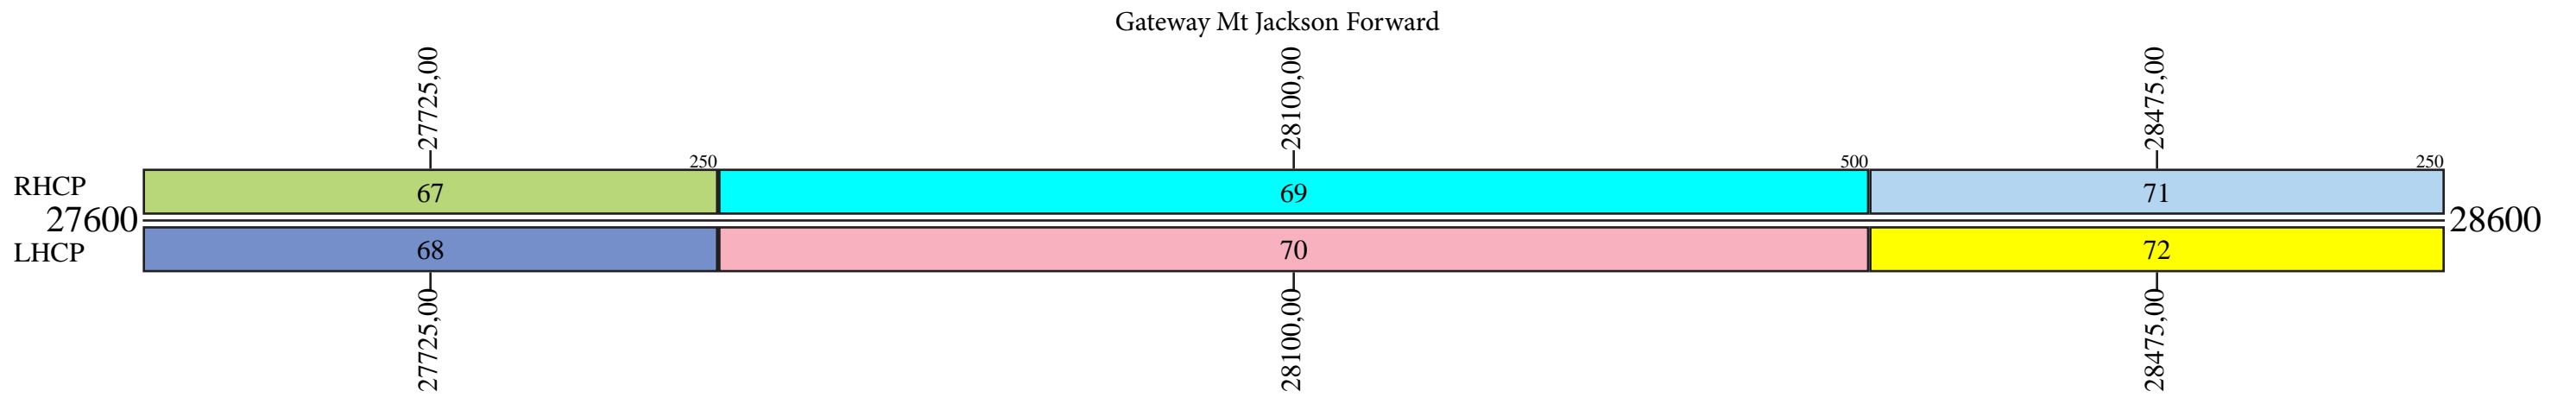 Gateway Mt Jackson Forward
27725,00 28100,00 28475,00
250 500 250
RHCP 67 69 71
27600 28600
LHCP 68 70 72
27725,00 28100,00 28475,00